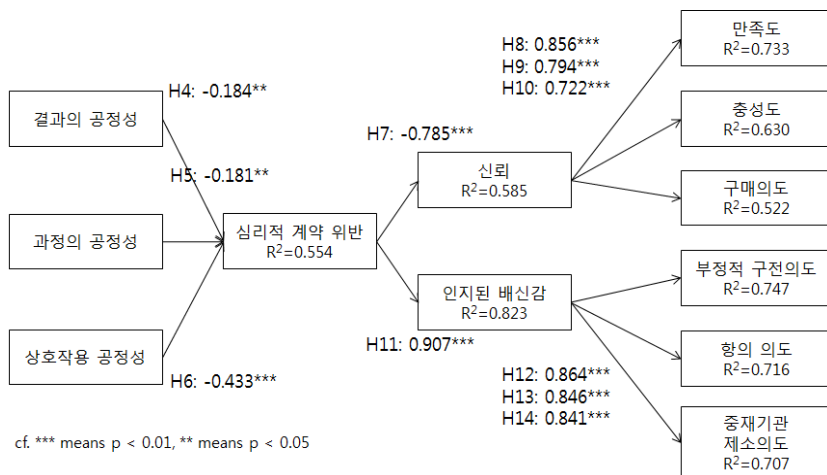 결과의 공정성
과정의 공정성
상호작용 공정성
H4: -0.184**
H5: -0.181**
H6: -0.433***
심리적 계약 위반
R²=0.554
H7: -0.785***
H11: 0.907***
신뢰
R²=0.585
인지된 배신감
R²=0.823
H8: 0.856***
H9: 0.794***
H10: 0.722***
H12: 0.864***
H13: 0.846***
H14: 0.841***
만족도
R²=0.733
충성도
R²=0.630
구매의도
R²=0.522
부정적 구전의도
R²=0.747
항의 의도
R²=0.716
중재기관
제소의도
R²=0.707
cf. *** means p < 0.01, ** means p < 0.05